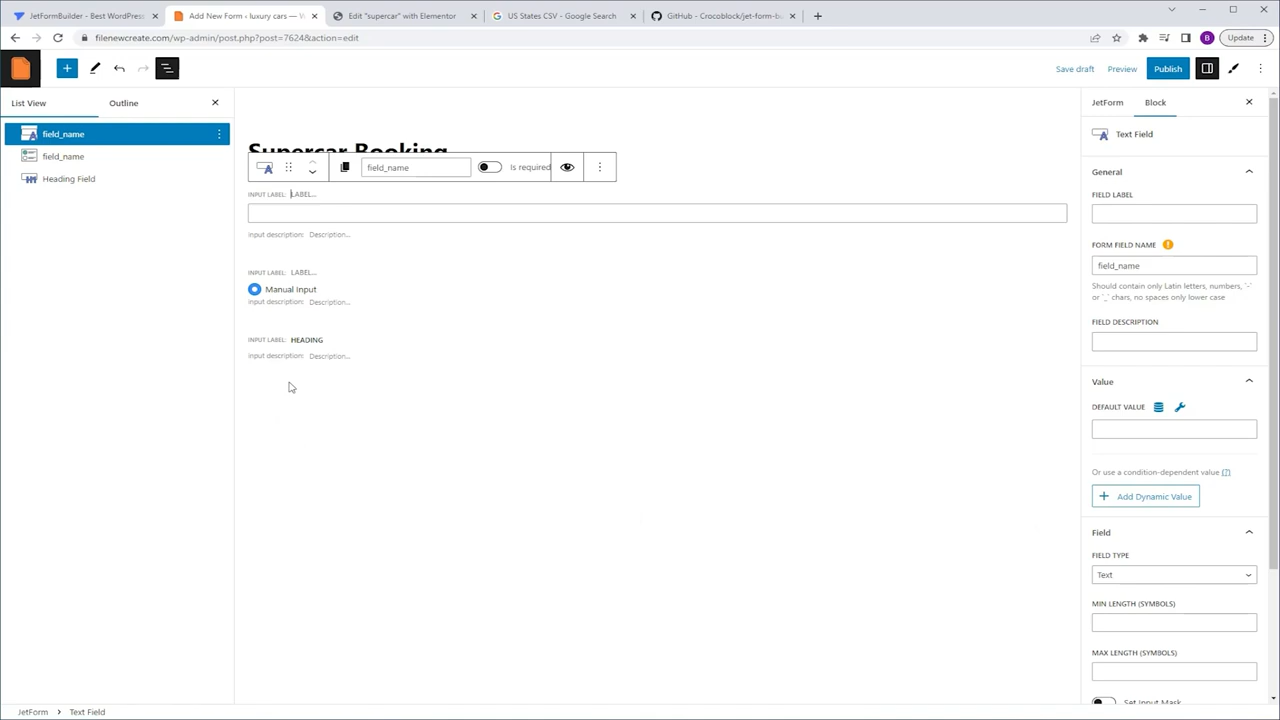 JetFormBuilder - Best WordPress
Add New Form ‹ luxury cars — W
Edit "supercar" with Elementor
US States CSV - Google Search
GitHub - Crocoblock/jet-form-bu
filenewcreate.com/wp-admin/post.php?post=7624&action=edit
B
Update
Save draft
Preview
Publish
List View
Outline
JetForm
Block
field_name
field_name
Heading Field
Supercar Booking
field_name
Is required
INPUT LABEL: LABEL...
input description: Description...
INPUT LABEL: LABEL...
Manual Input
input description: Description...
INPUT LABEL: HEADING
input description: Description...
Text Field
General
FIELD LABEL
FORM FIELD NAME
field_name
Should contain only Latin letters, numbers, `-`
or `_` chars, no spaces only lower case
FIELD DESCRIPTION
Value
DEFAULT VALUE
Or use a condition-dependent value (?)
+ Add Dynamic Value
Field
FIELD TYPE
Text
MIN LENGTH (SYMBOLS)
MAX LENGTH (SYMBOLS)
Set Input Mask
JetForm > Text Field